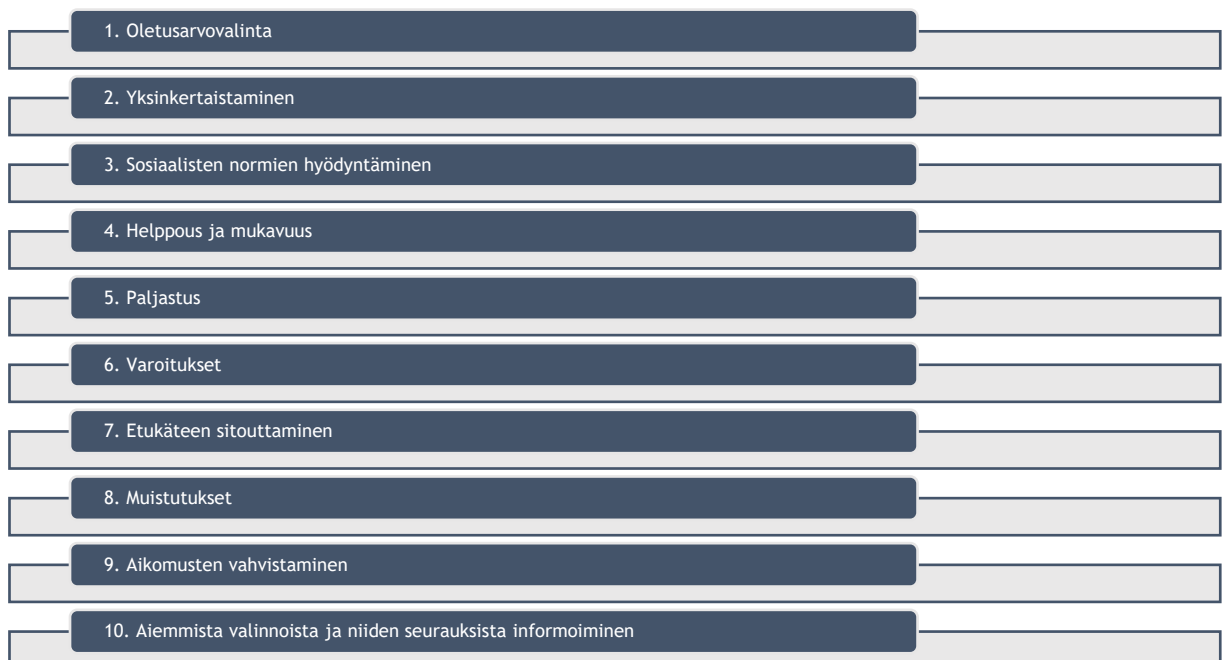 1. Oletusarvovalinta
2. Yksinkertaistaminen
3. Sosiaalisten normien hyödyntäminen
4. Helppous ja mukavuus
5. Paljastus
6. Varoitukset
7. Etukäteen sitouttaminen
8. Muistutukset
9. Aikomusten vahvistaminen
10. Aiemmista valinnoista ja niiden seurauksista informoiminen